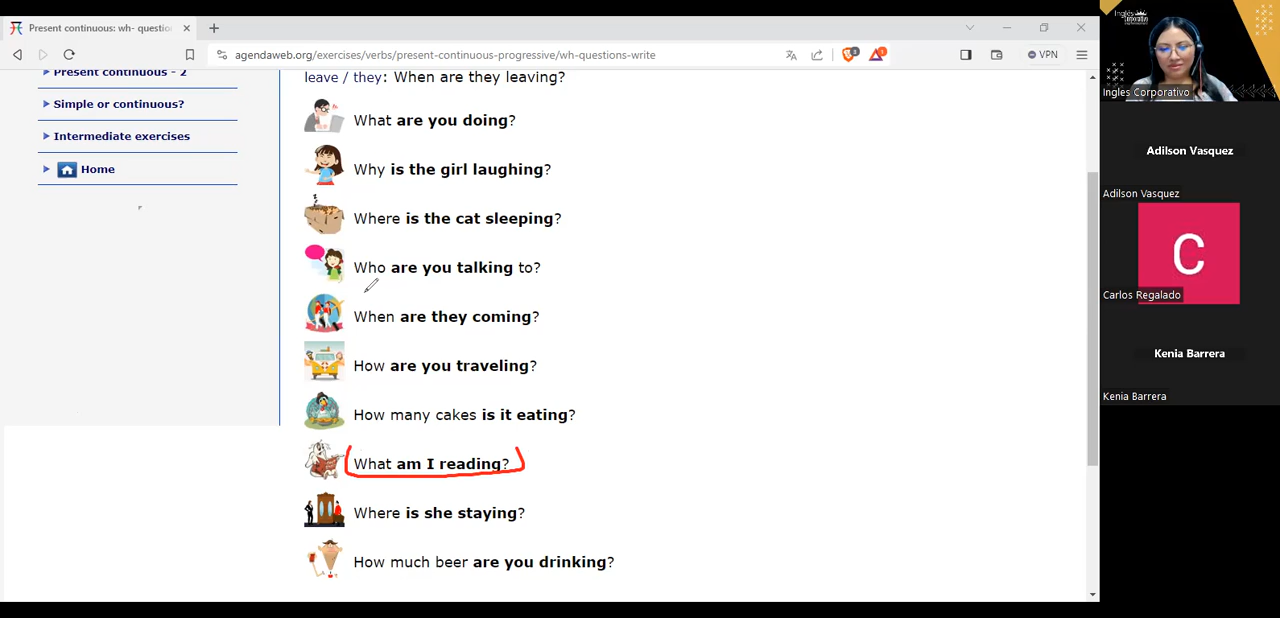 Present continuous: wh- questio
agendaweb.org/exercises/verbs/present-continuous-progressive/wh-questions-write
VPN
Present continuous - 2
Simple or continuous?
Intermediate exercises
Home
leave / they: When are they leaving?
What are you doing?
Why is the girl laughing?
Where is the cat sleeping?
Who are you talking to?
When are they coming?
How are you traveling?
How many cakes is it eating?
What am I reading?
Where is she staying?
How much beer are you drinking?
Inglés
Corporativo
Ingles Corporativo
Adilson Vasquez
Adilson Vasquez
C
Carlos Regalado
Kenia Barrera
Kenia Barrera